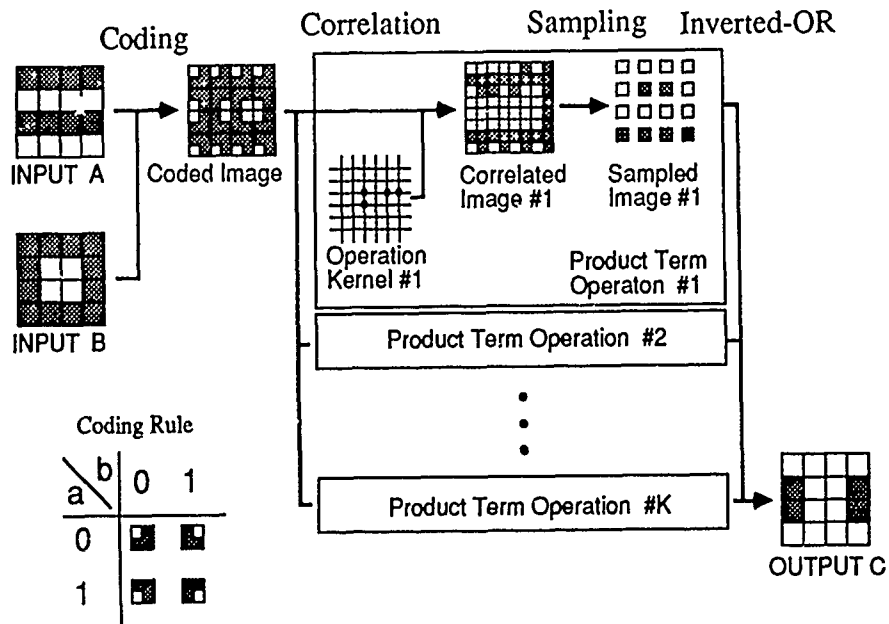 Coding
Correlation
Sampling
Inverted-OR
INPUT A
Coded Image
Correlated
Image #1
Sampled
Image #1
Operation
Kernel #1
Product Term
Operaton #1
INPUT B
Product Term Operation #2
Coding Rule
a b 0 1
0
1
Product Term Operation #K
OUTPUT C